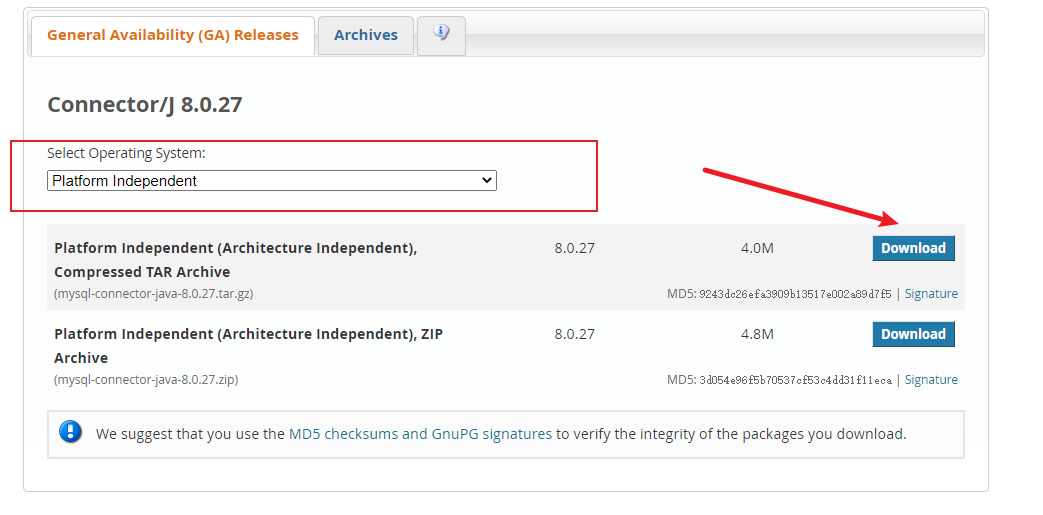 General Availability (GA) Releases
Archives
Connector/J 8.0.27
Select Operating System:
Platform Independent
Platform Independent (Architecture Independent), 8.0.27 4.0M Download
Compressed TAR Archive
(mysql-connector-java-8.0.27.tar.gz) MD5: 9243dc26efa3909b13517e002a89d7f5 | Signature
Platform Independent (Architecture Independent), ZIP 8.0.27 4.8M Download
Archive
(mysql-connector-java-8.0.27.zip) MD5: 3d054e96f5b70537cf53c4dd31f11eca | Signature
We suggest that you use the MD5 checksums and GnuPG signatures to verify the integrity of the packages you download.